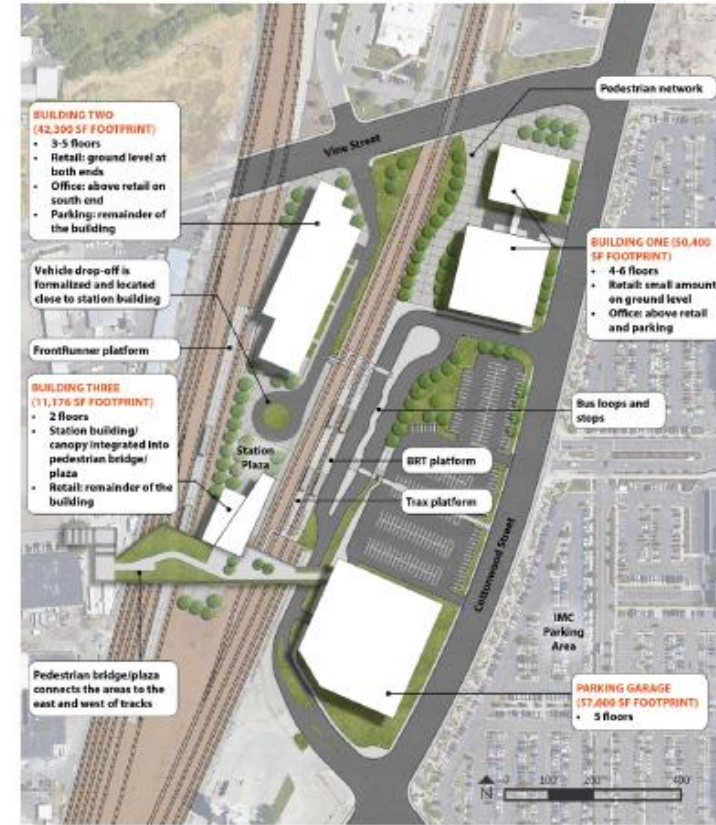 Pedestrian network
BUILDING TWO
(42,300 SF FOOTPRINT)
• 3-5 floors
• Retail: ground level at
both ends
• Office: above retail on
south end
• Parking: remainder of
the building
Vine Street
BUILDING ONE (50,400
SF FOOTPRINT)
• 4-6 floors
• Retail: small amount
on ground level
• Office: above retail
and parking
Vehicle drop-off is
formalized and located
close to station building
FrontRunner platform
BUILDING THREE
(11,176 SF FOOTPRINT)
• 2 floors
• Station building/
canopy integrated into
pedestrian bridge/
plaza
• Retail: remainder of the
building
Bus loops and
stops
Station
Plaza
BRT platform
Trax platform
Cottonwood Street
IMC
Parking
Area
Pedestrian bridge/plaza
connects the areas to the
east and west of tracks
PARKING GARAGE
(57,600 SF FOOTPRINT)
• 5 floors
N
0 100 200 400